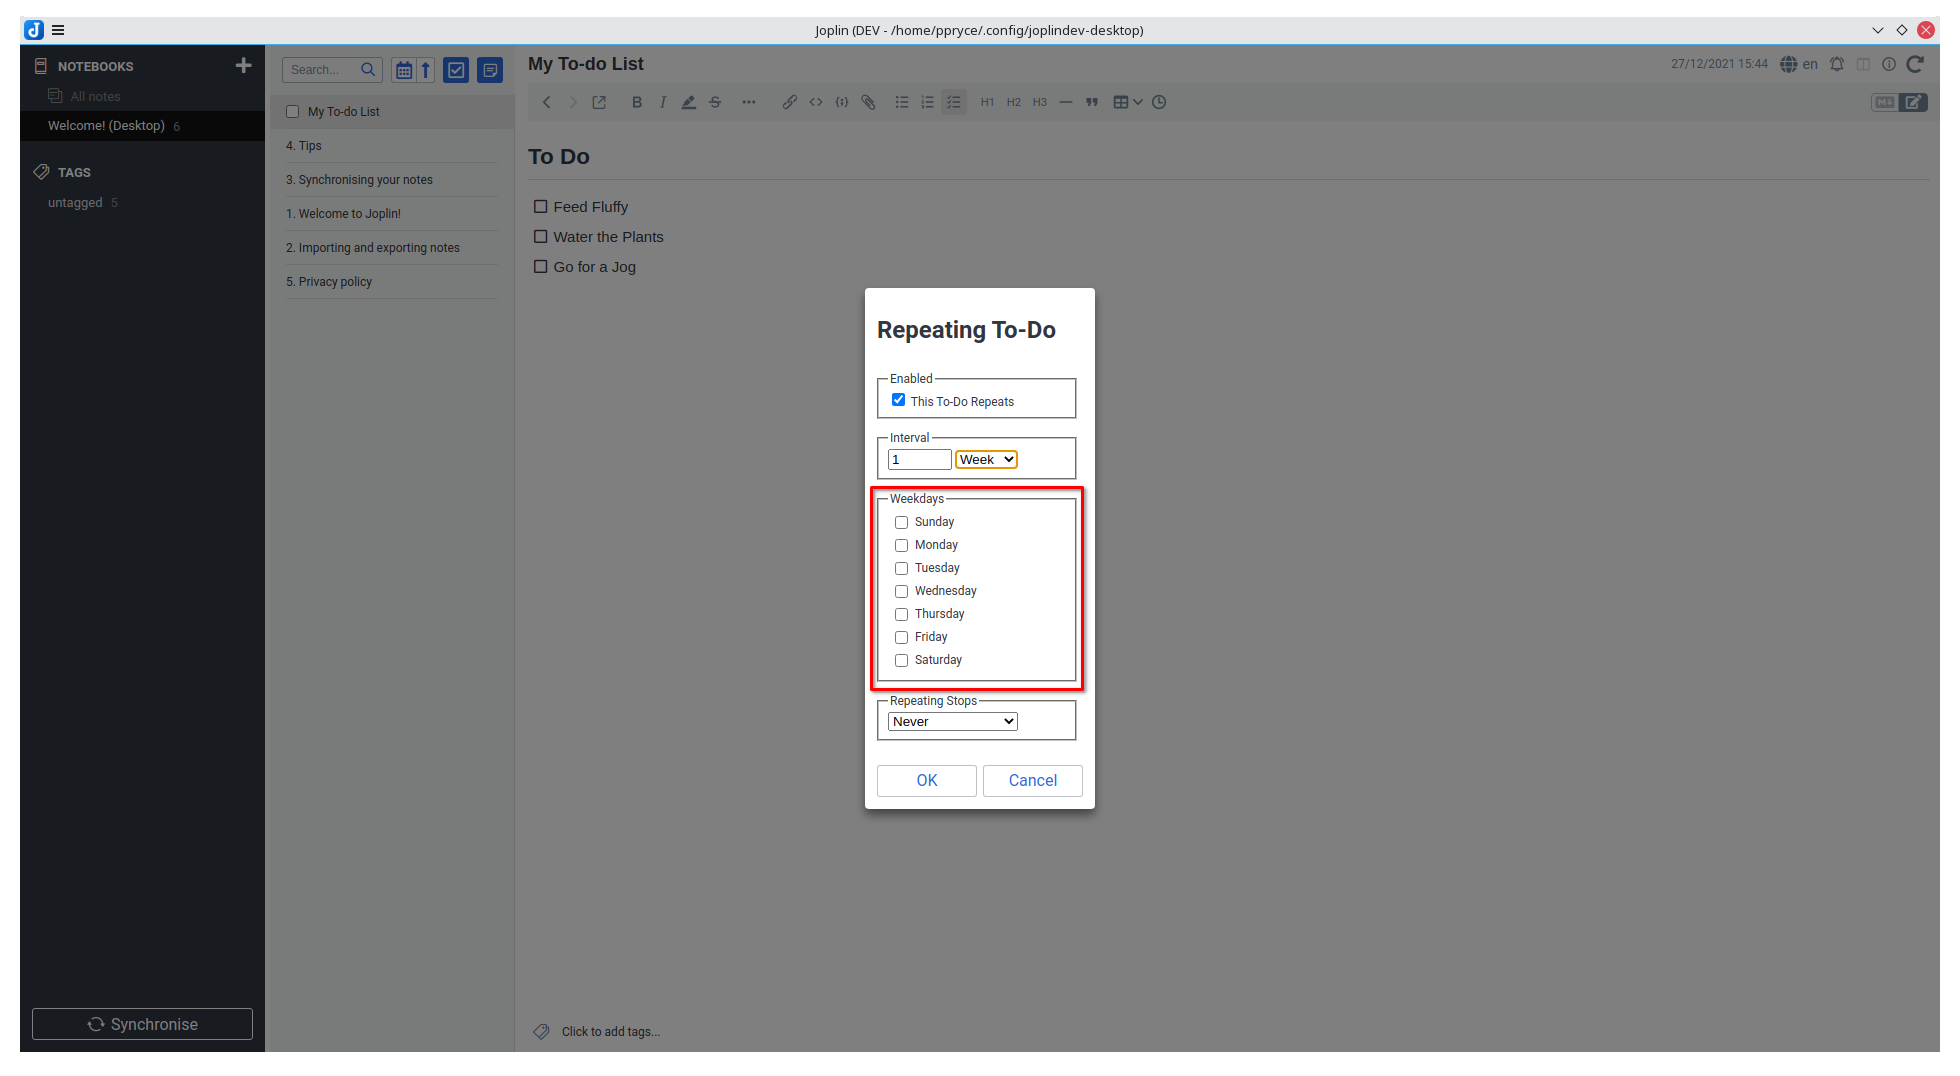 Joplin (DEV - /home/ppryce/.config/joplindev-desktop)
NOTEBOOKS
All notes
Welcome! (Desktop) 6
TAGS
untagged 5
Synchronise
Search...
My To-do List
4. Tips
3. Synchronising your notes
1. Welcome to Joplin!
2. Importing and exporting notes
5. Privacy policy
My To-do List
27/12/2021 15:44 en
B I S H1 H2 H3
To Do
Feed Fluffy
Water the Plants
Go for a Jog
Click to add tags...
Repeating To-Do
Enabled
This To-Do Repeats
Interval
1 Week
Weekdays
Sunday
Monday
Tuesday
Wednesday
Thursday
Friday
Saturday
Repeating Stops
Never
OK Cancel